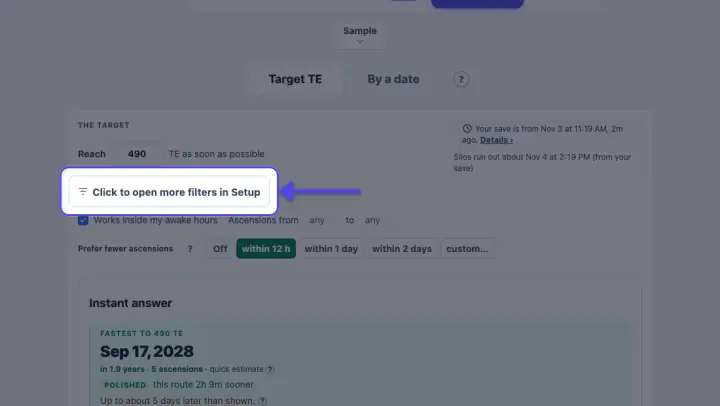 Sample
Target TE
By a date
?
THE TARGET
Your save is from Nov 3 at 11:19 AM, 2m
ago. Details ›
Silos run out about Nov 4 at 2:19 PM (from your
save)
Reach 490 TE as soon as possible
Click to open more filters in Setup
Works inside my awake hours Ascensions from any to any
Prefer fewer ascensions ? Off within 12 h within 1 day within 2 days custom...
Instant answer
FASTEST TO 490 TE
Sep 17, 2028
in 1.9 years · 5 ascensions · quick estimate ?
POLISHED this route 2h 9m sooner
Up to about 5 days later than shown. ?